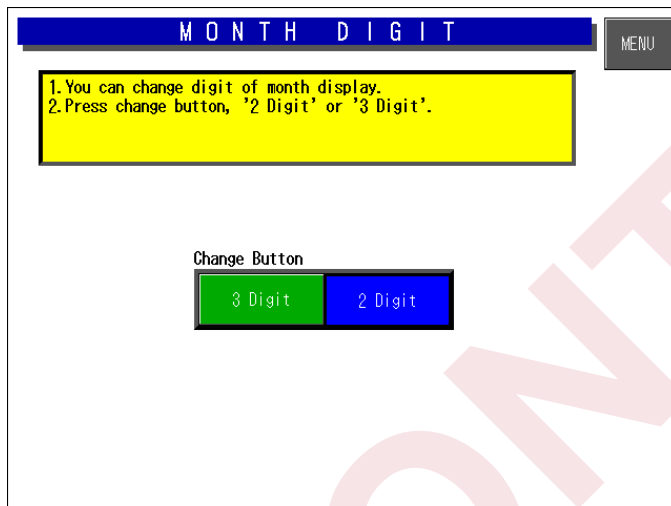 MONTH DIGIT
MENU
1.You can change digit of month display.
2.Press change button, '2 Digit' or '3 Digit'.
Change Button
3 Digit
2 Digit